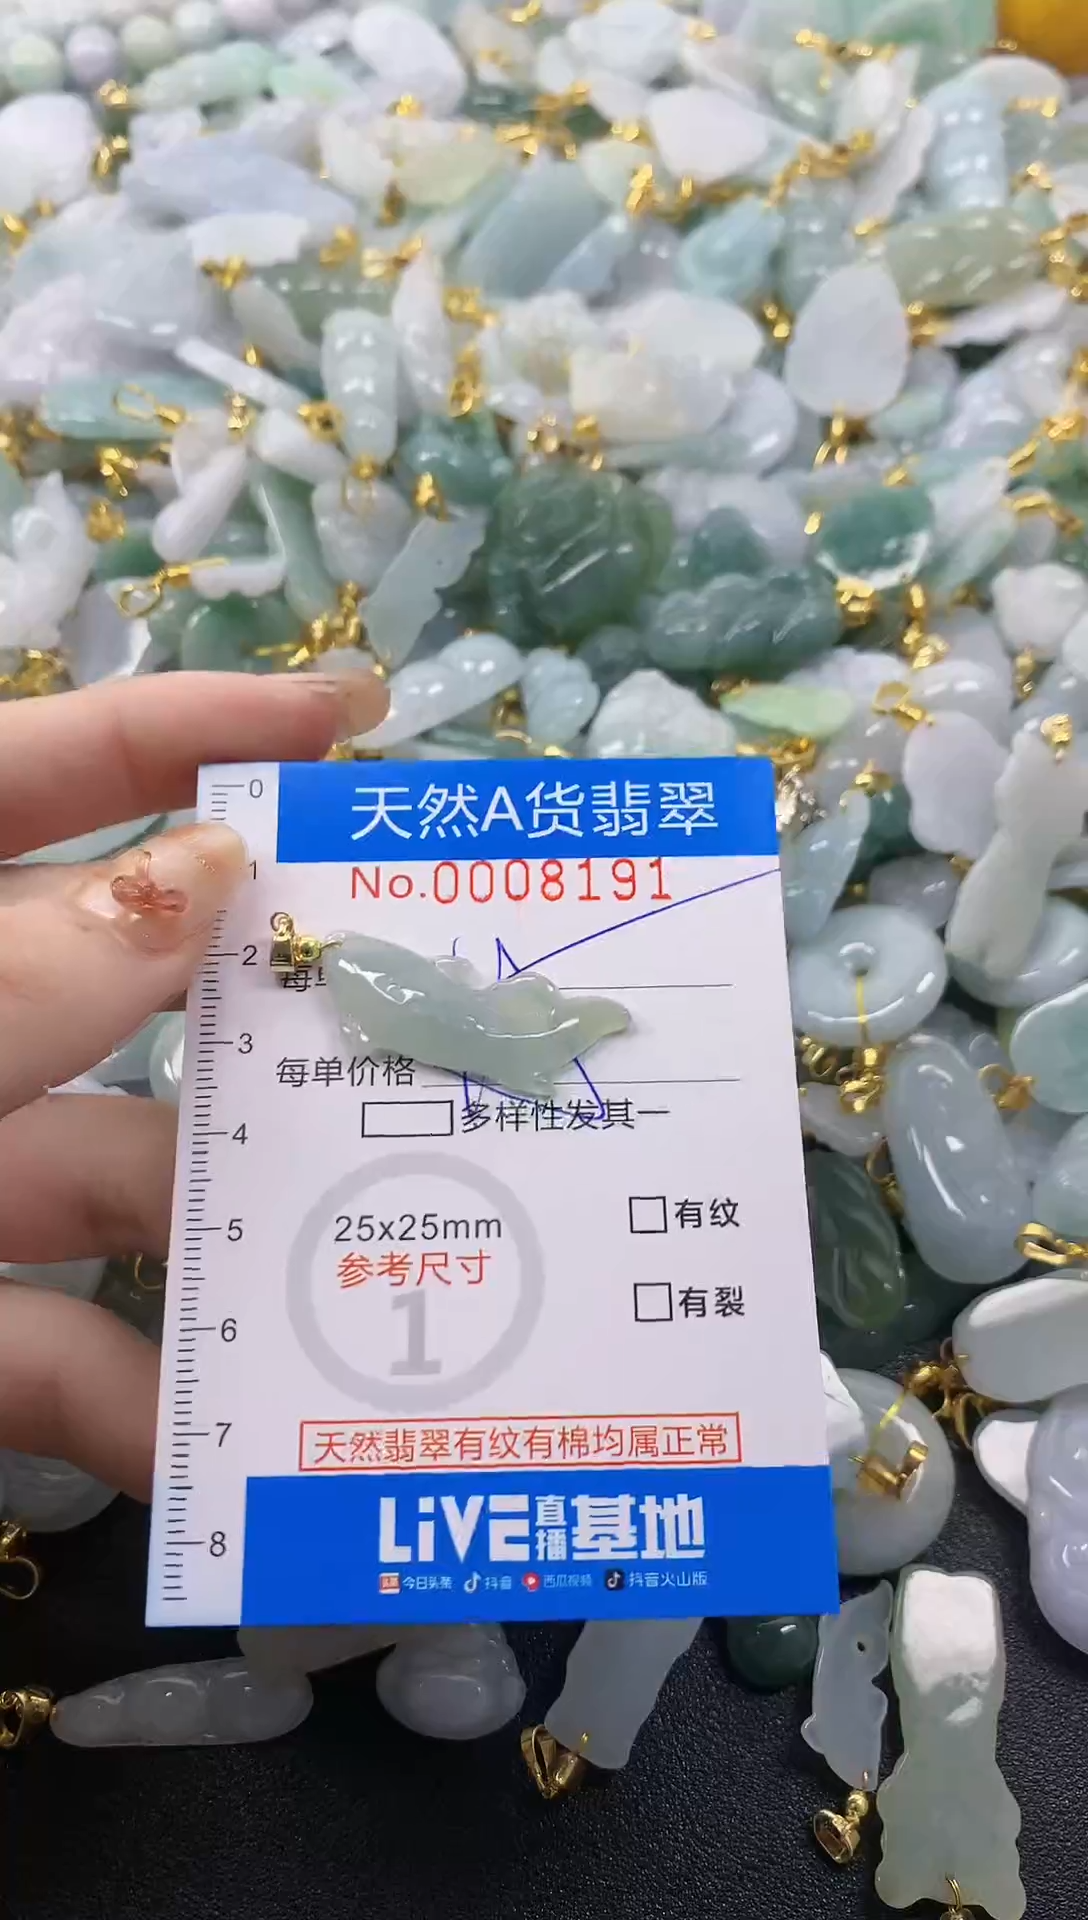 天然A货翡翠
No.0008191
每单价格
多样性发其一
25x25mm
参考尺寸
1
有纹
有裂
天然翡翠有纹有棉均属正常
LiVE直播基地
头条 今日头条 抖音 西瓜视频 抖音火山版
0
1
2
3
4
5
6
7
8